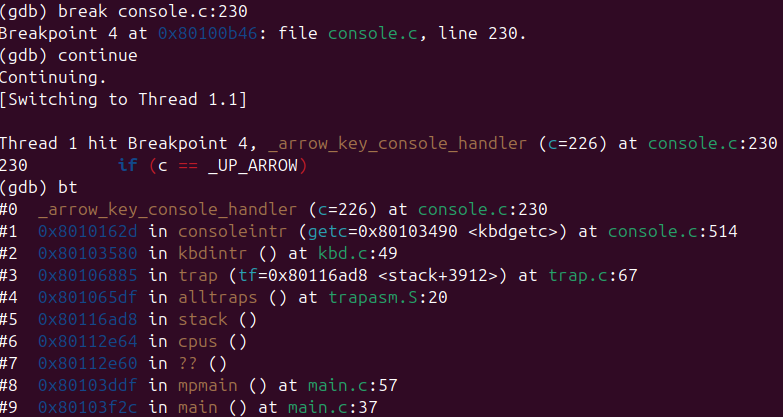 (gdb) break console.c:230
Breakpoint 4 at 0x80100b46: file console.c, line 230.
(gdb) continue
Continuing.
[Switching to Thread 1.1]
Thread 1 hit Breakpoint 4, _arrow_key_console_handler (c=226) at console.c:230
230         if (c == _UP_ARROW)
(gdb) bt
#0  _arrow_key_console_handler (c=226) at console.c:230
#1  0x8010162d in consoleintr (getc=0x80103490 <kbdgetc>) at console.c:514
#2  0x80103580 in kbdintr () at kbd.c:49
#3  0x80106885 in trap (tf=0x80116ad8 <stack+3912>) at trap.c:67
#4  0x801065df in alltraps () at trapasm.S:20
#5  0x80116ad8 in stack ()
#6  0x80112e64 in cpus ()
#7  0x80112e60 in ?? ()
#8  0x80103ddf in mpmain () at main.c:57
#9  0x80103f2c in main () at main.c:37